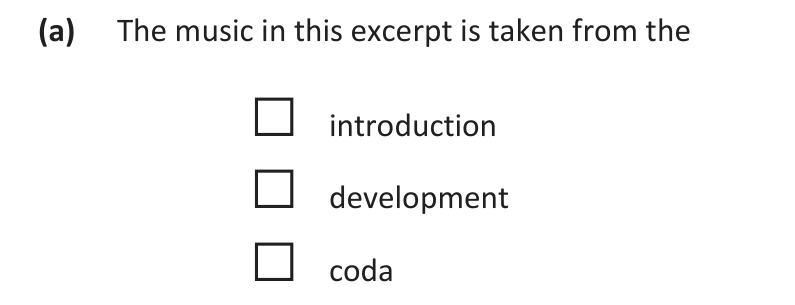 (a) The music in this excerpt is taken from the
introduction
development
coda